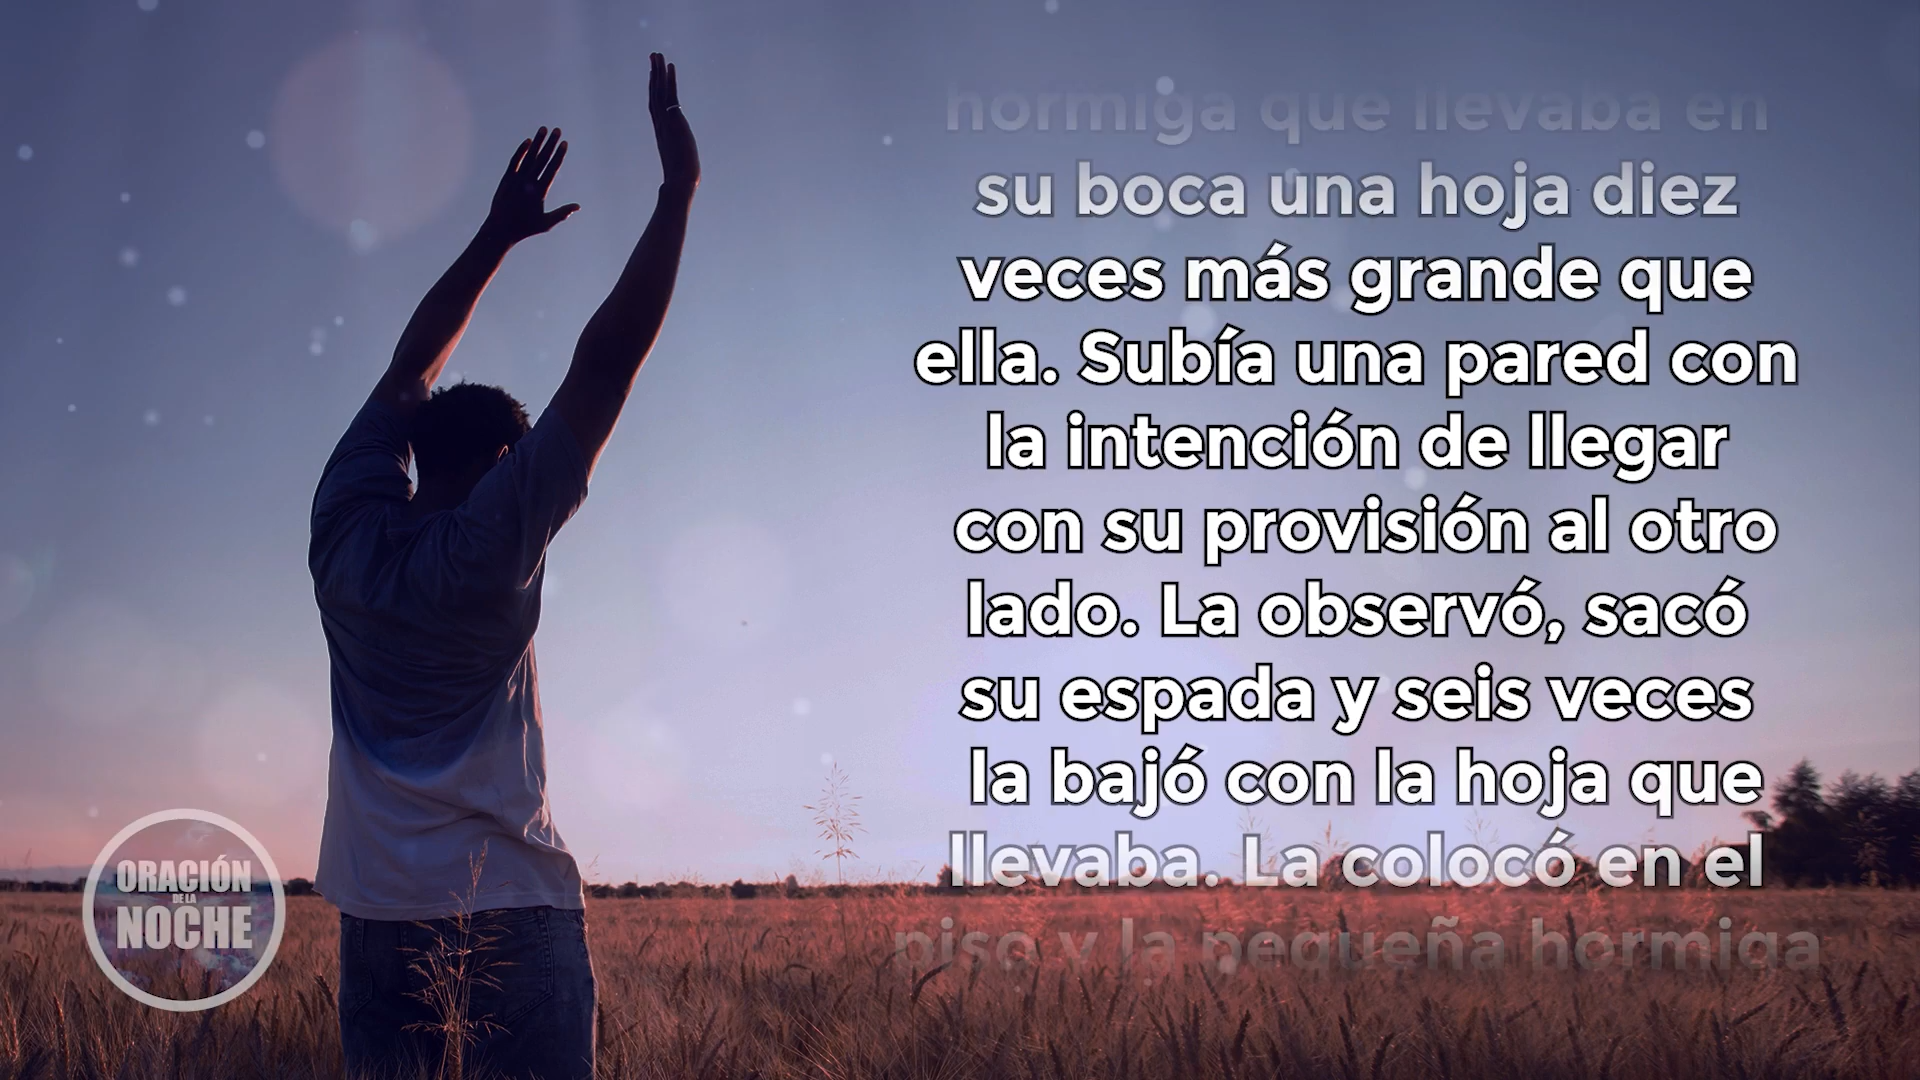 hormiga que llevaba en
su boca una hoja diez
veces más grande que
ella. Subía una pared con
la intención de llegar
con su provisión al otro
lado. La observó, sacó
su espada y seis veces
la bajó con la hoja que
llevaba. La colocó en el
piso y la pequeña hormiga
ORACIÓN
DE LA
NOCHE